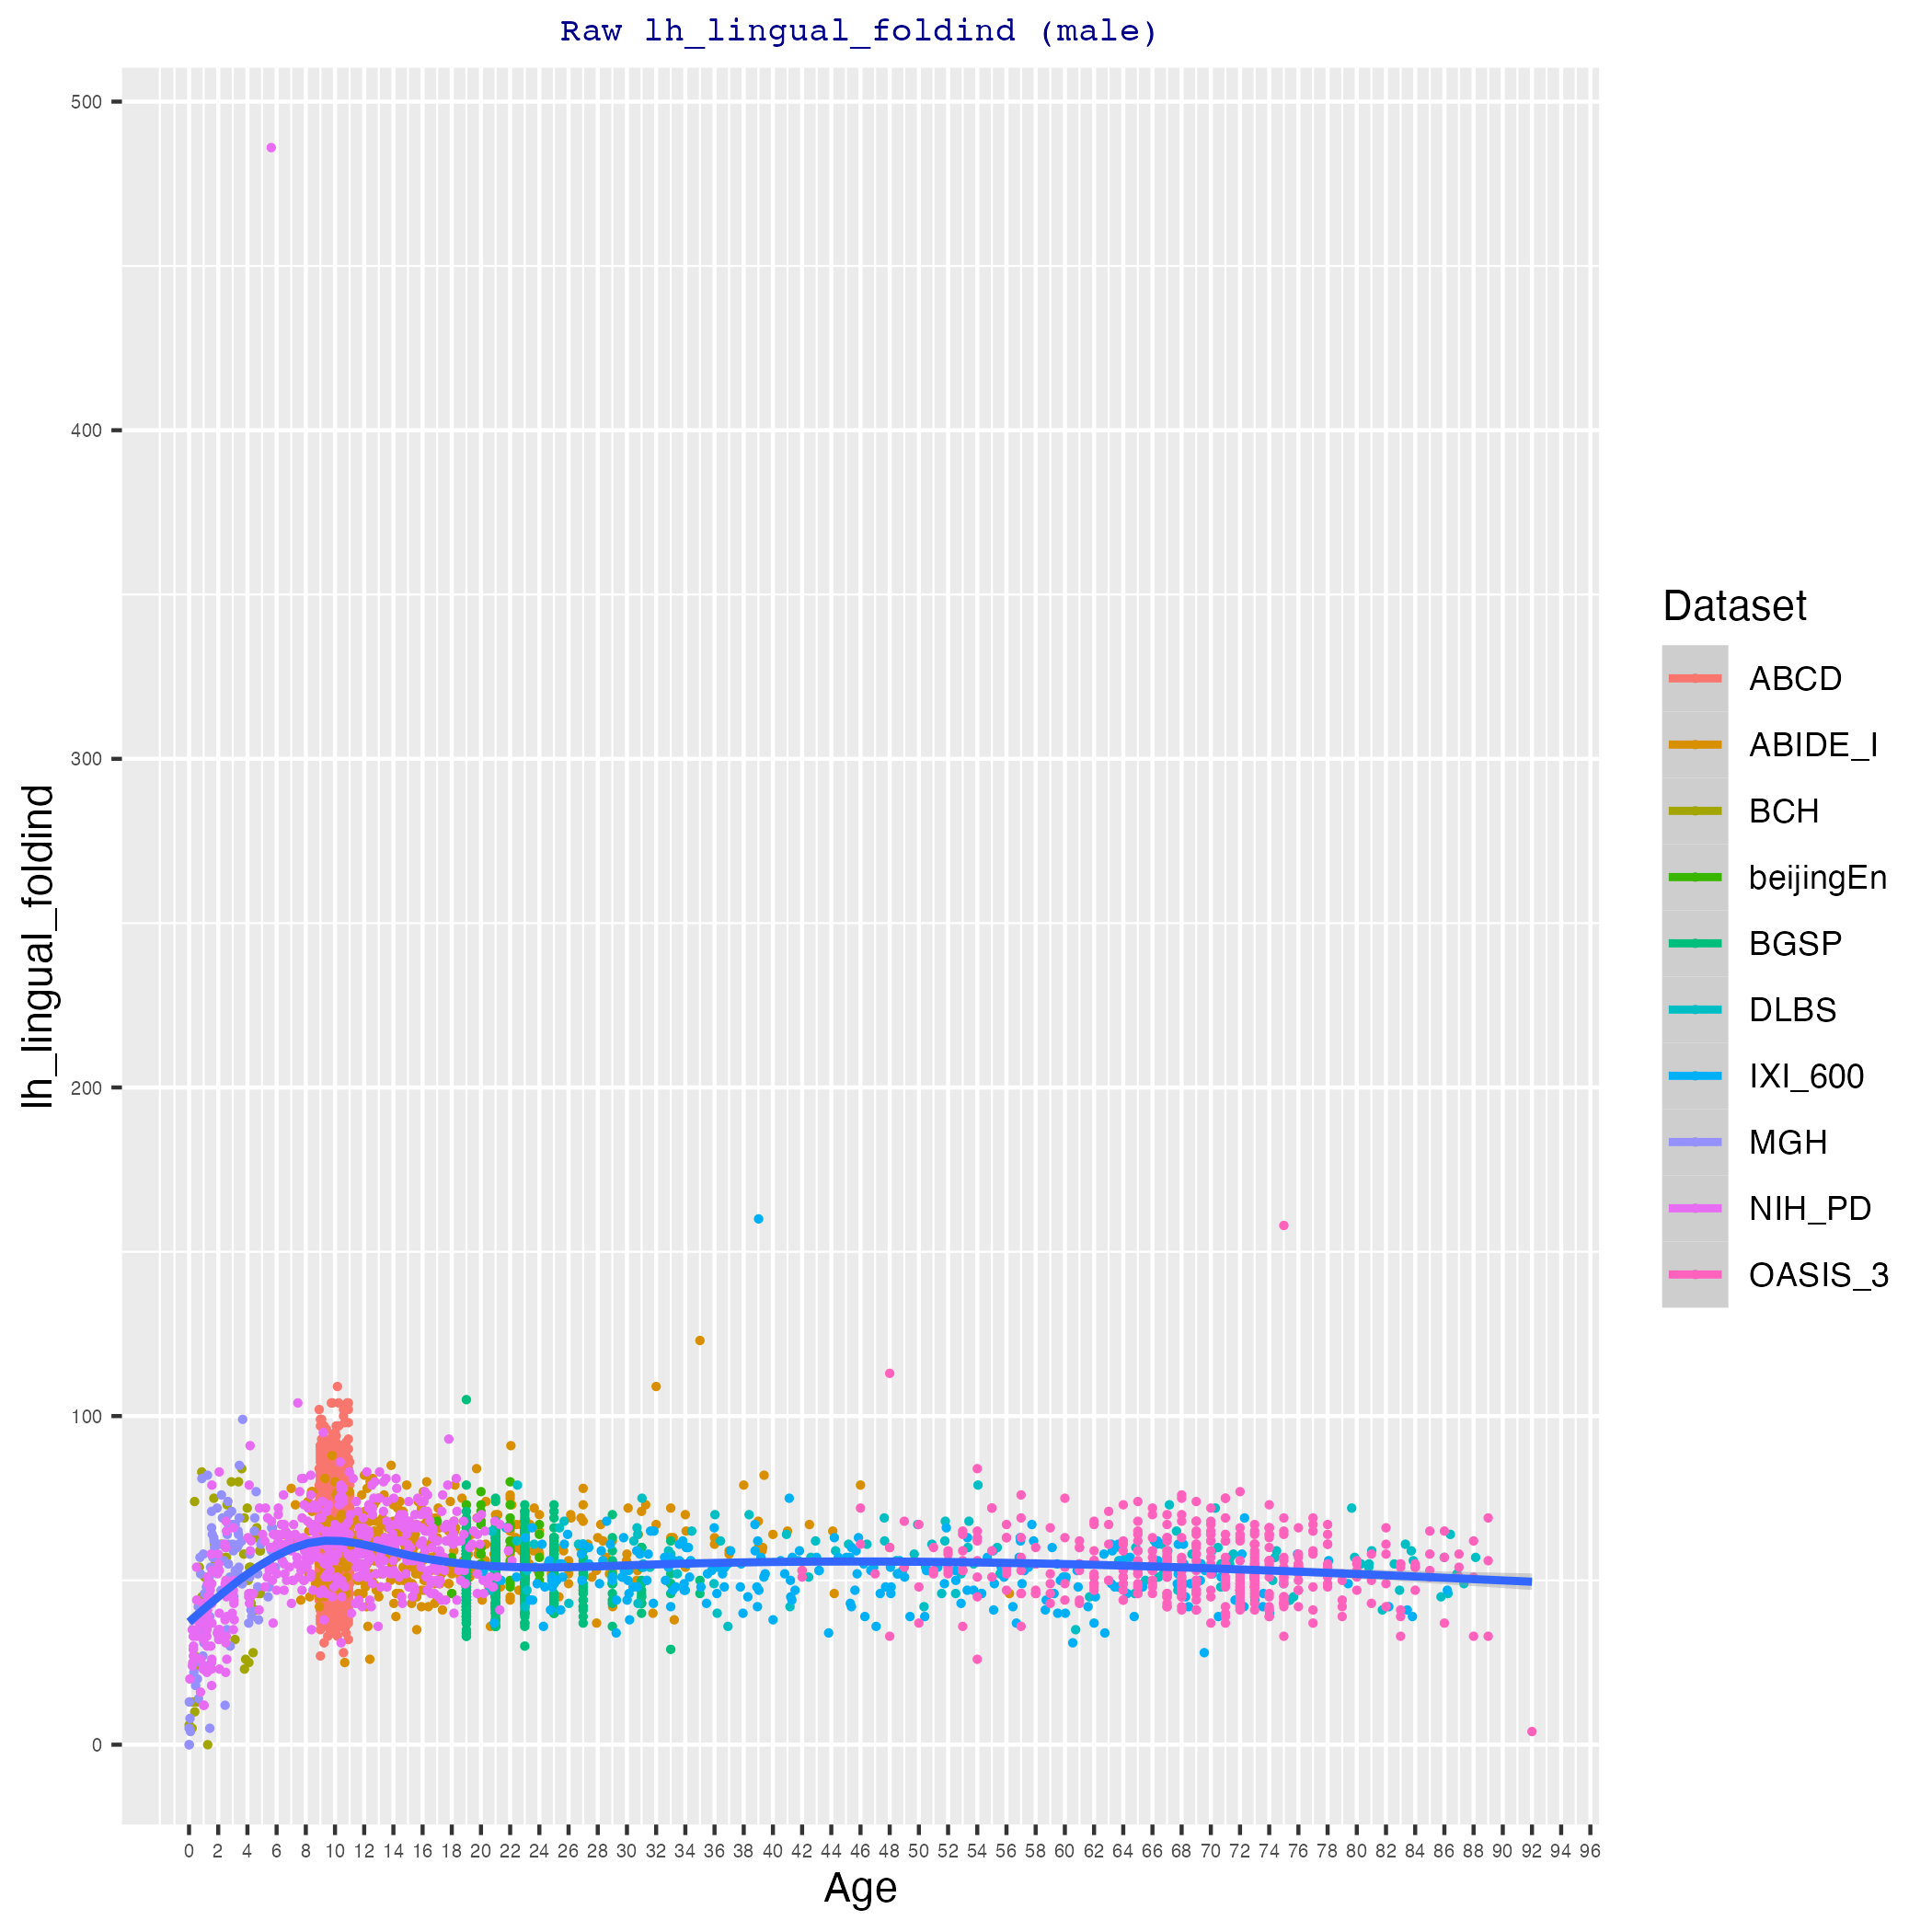 Raw lh_lingual_foldind (male)
lh_lingual_foldind
500
400
300
200
100
0
0 2 4 6 8 10 12 14 16 18 20 22 24 26 28 30 32 34 36 38 40 42 44 46 48 50 52 54 56 58 60 62 64 66 68 70 72 74 76 78 80 82 84 86 88 90 92 94 96
Age
Dataset
ABCD
ABIDE_I
BCH
beijingEn
BGSP
DLBS
IXI_600
MGH
NIH_PD
OASIS_3